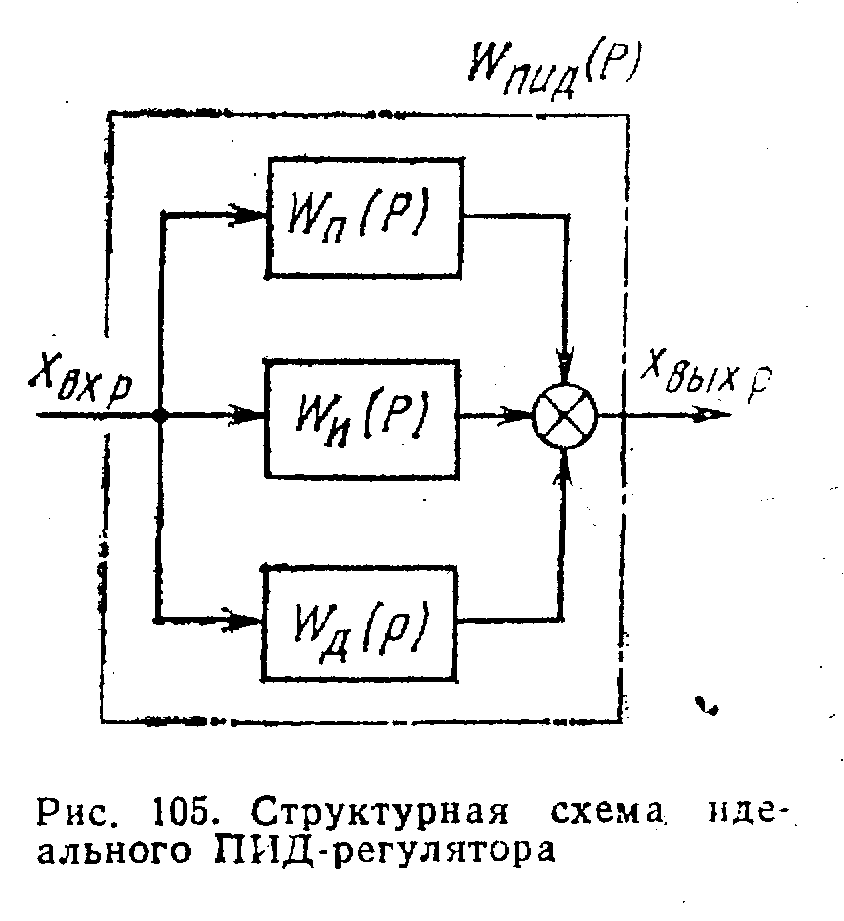 Wпид(P)
Wп(P)
xвх р
Wи(P)
xвых р
Wд(p)
Рис. 105. Структурная схема иде-
ального ПИД-регулятора